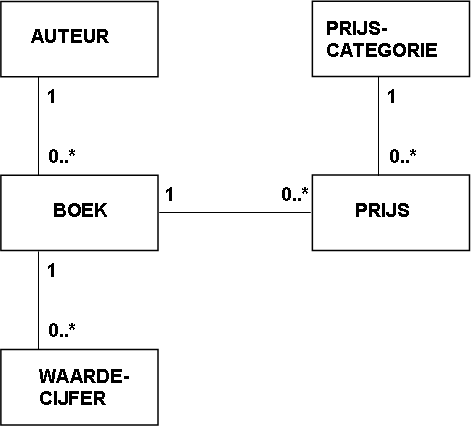 AUTEUR
PRIJS-
CATEGORIE
1
1
0..*
0..*
BOEK
1
0..*
PRIJS
1
0..*
WAARDE-
CIJFER